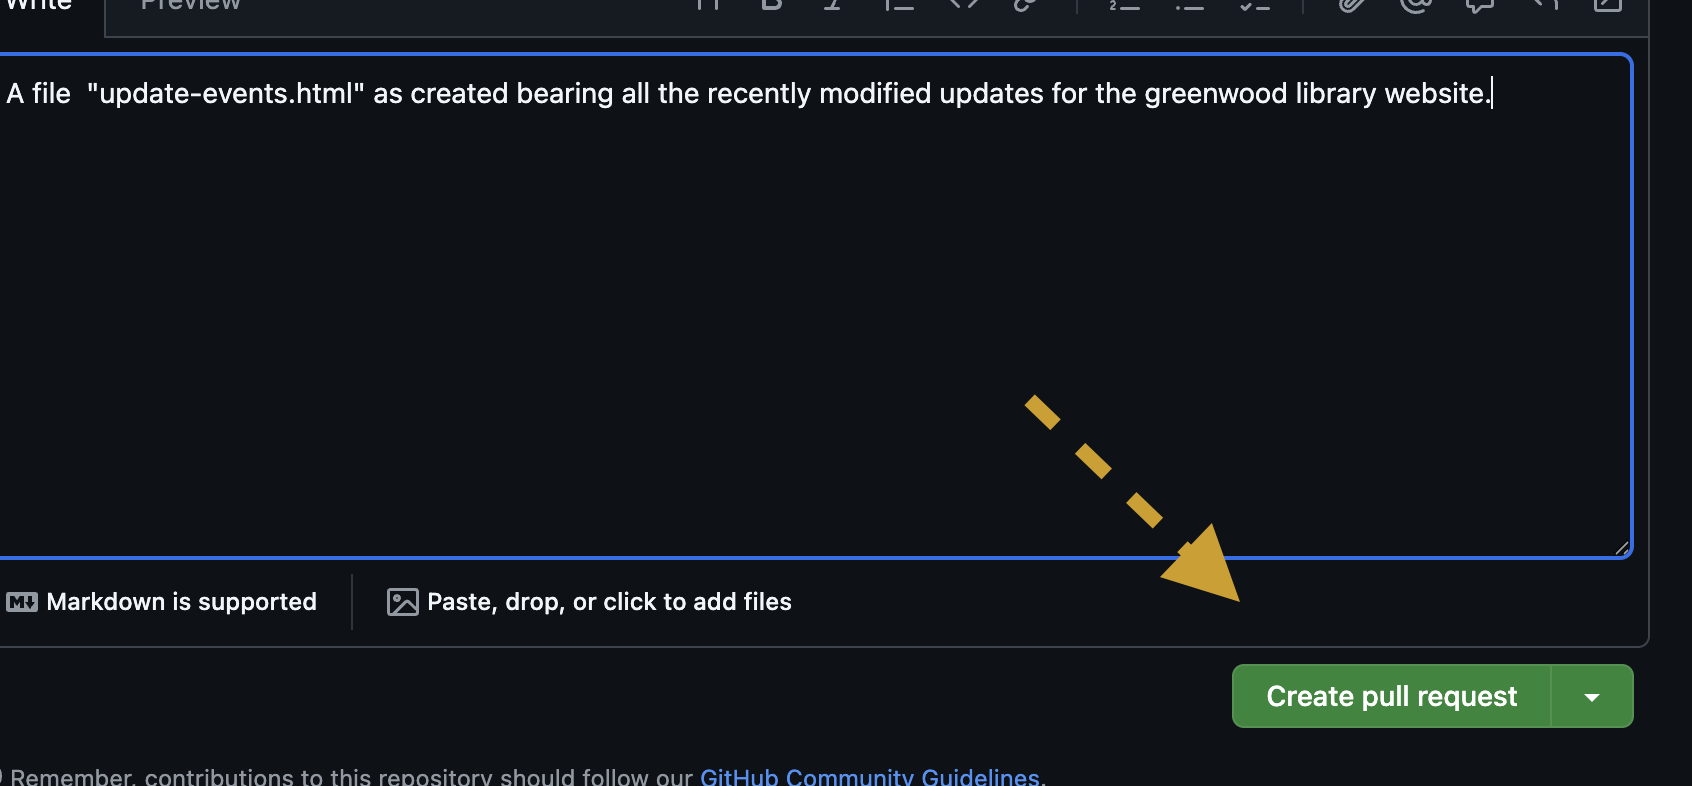 Write Preview
A file  "update-events.html" as created bearing all the recently modified updates for the greenwood library website.
Markdown is supported
Paste, drop, or click to add files
Create pull request
Remember, contributions to this repository should follow our GitHub Community Guidelines.